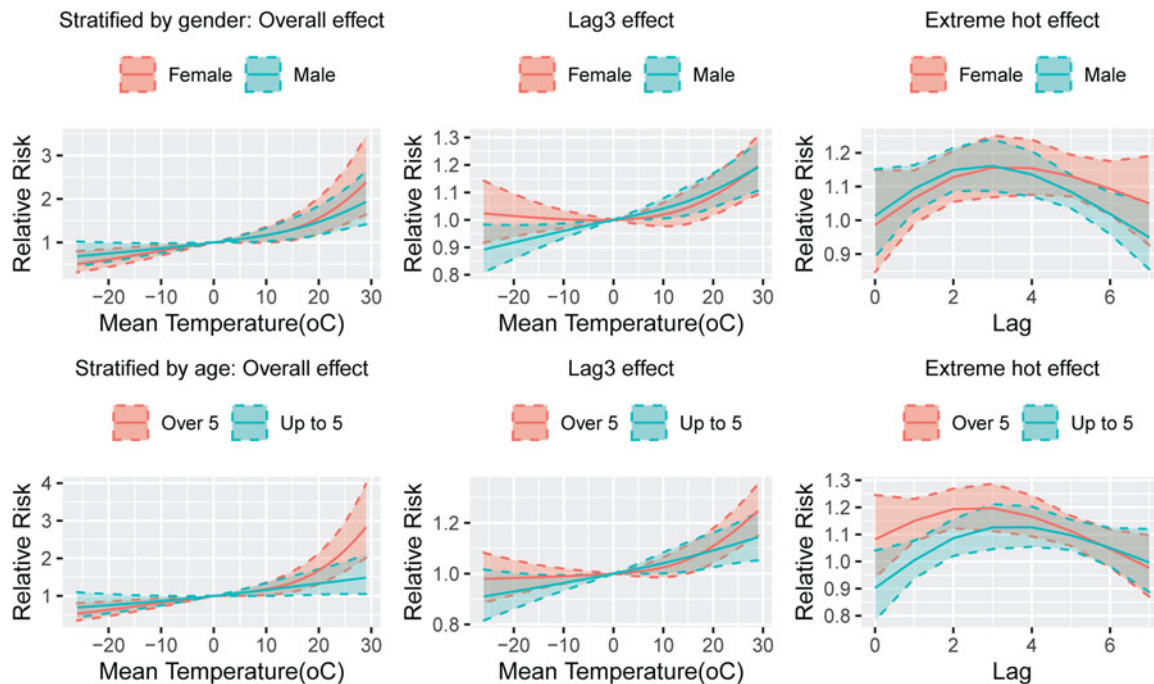 Stratified by gender: Overall effect
Female Male
Relative Risk
3
2
1
−20 −10 0 10 20 30
Mean Temperature(oC)
Lag3 effect
Female Male
Relative Risk
1.3
1.2
1.1
1.0
0.9
0.8
−20 −10 0 10 20 30
Mean Temperature(oC)
Extreme hot effect
Female Male
Relative Risk
1.2
1.1
1.0
0.9
0 2 4 6
Lag
Stratified by age: Overall effect
Over 5 Up to 5
Relative Risk
4
3
2
1
−20 −10 0 10 20 30
Mean Temperature(oC)
Lag3 effect
Over 5 Up to 5
Relative Risk
1.2
1.0
0.8
−20 −10 0 10 20 30
Mean Temperature(oC)
Extreme hot effect
Over 5 Up to 5
Relative Risk
1.3
1.2
1.1
1.0
0.9
0.8
0 2 4 6
Lag